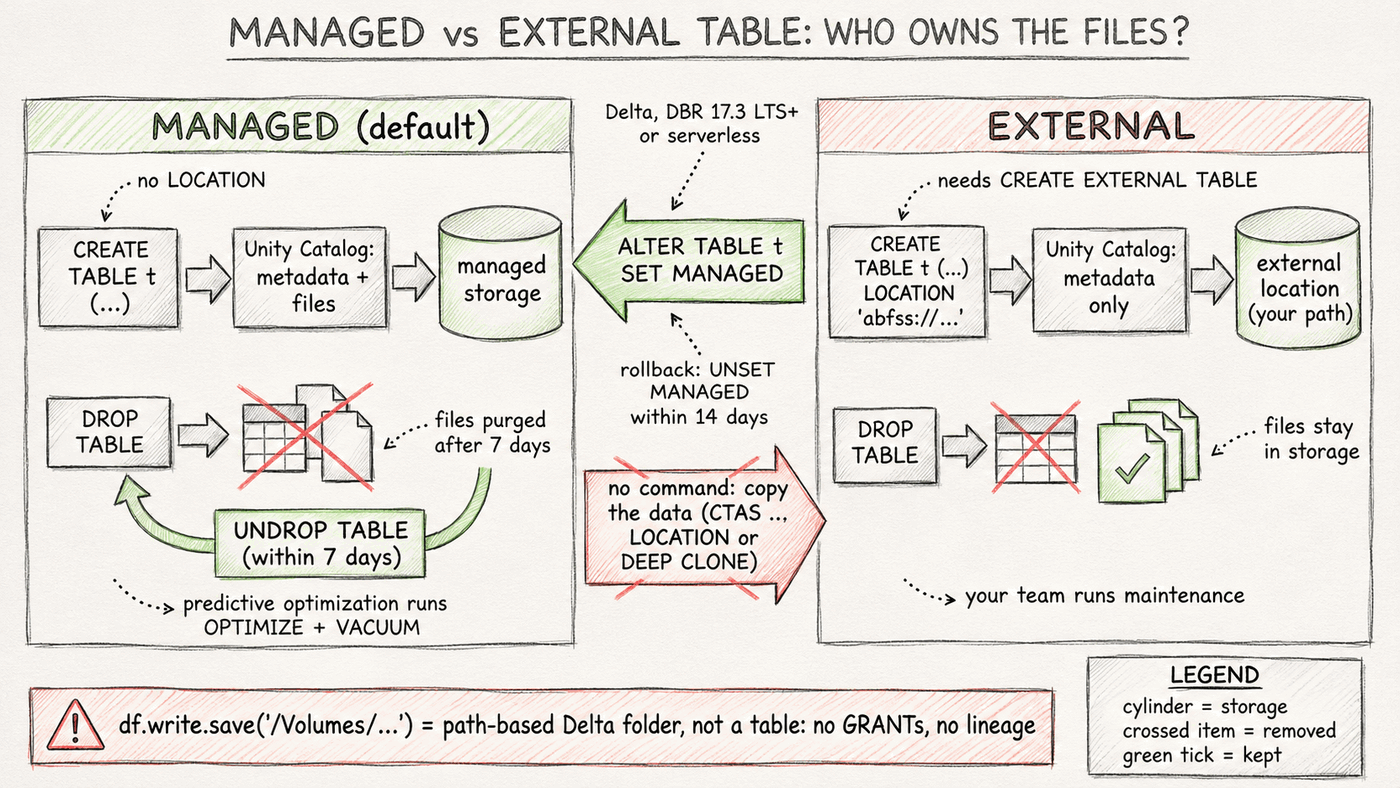 MANAGED vs EXTERNAL TABLE: WHO OWNS THE FILES?
MANAGED (default)
no LOCATION
CREATE
TABLE t
(...)
Unity Catalog:
metadata +
files
managed
storage
DROP
TABLE
files purged
after 7 days
UNDROP TABLE
(within 7 days)
predictive optimization runs
OPTIMIZE + VACUUM
Delta, DBR 17.3 LTS+
or serverless
ALTER TABLE t
SET MANAGED
rollback: UNSET
MANAGED
within 14 days
no command: copy
the data (CTAS ..,
LOCATION or
DEEP CLONE)
EXTERNAL
needs CREATE EXTERNAL TABLE
CREATE
TABLE t (...)
LOCATION
'abfss://...'
Unity Catalog:
metadata
only
external
location
(your path)
DROP
TABLE
files stay
in storage
your team runs maintenance
df.write.save('/Volumes/...') = path-based Delta folder, not a table: no GRANTs, no lineage
LEGEND
cylinder = storage
crossed item = removed
green tick = kept